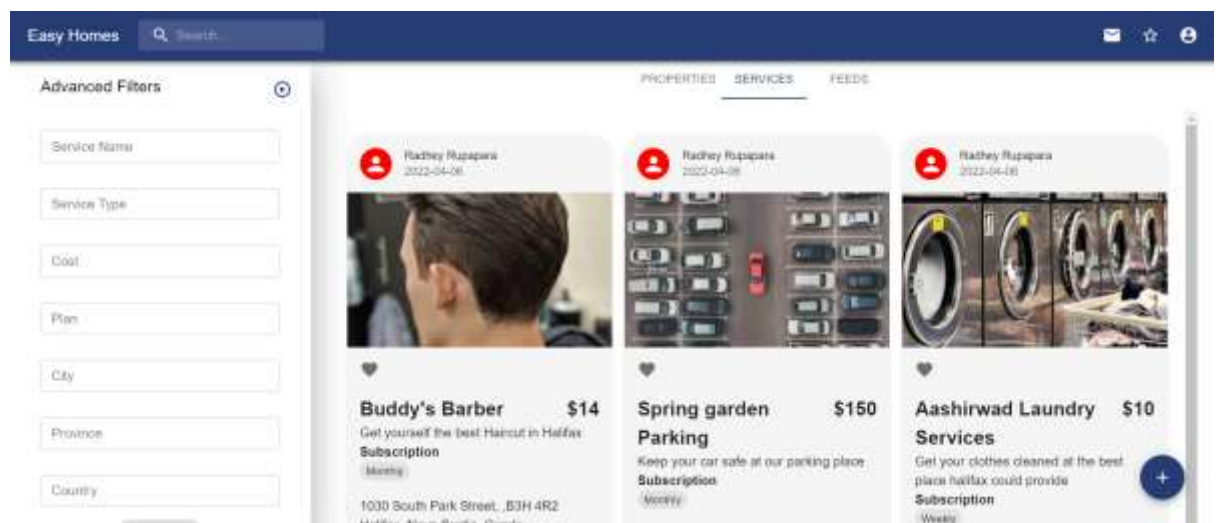 Easy Homes
Search...
Advanced Filters
PROPERTIES SERVICES FEEDS
Service Name
Service Type
Cost
Plan
City
Province
Country
Radhey Rupapara
2022-04-06
Buddy's Barber $14
Get yourself the best Haircut in Halifax
Subscription
Monthly
1030 South Park Street, ,B3H 4R2
Radhey Rupapara
2022-04-06
Spring garden $150
Parking
Keep your car safe at our parking place
Subscription
Monthly
Radhey Rupapara
2022-04-06
Aashirwad Laundry $10
Services
Get your clothes cleaned at the best
place halifax could provide
Subscription
Weekly